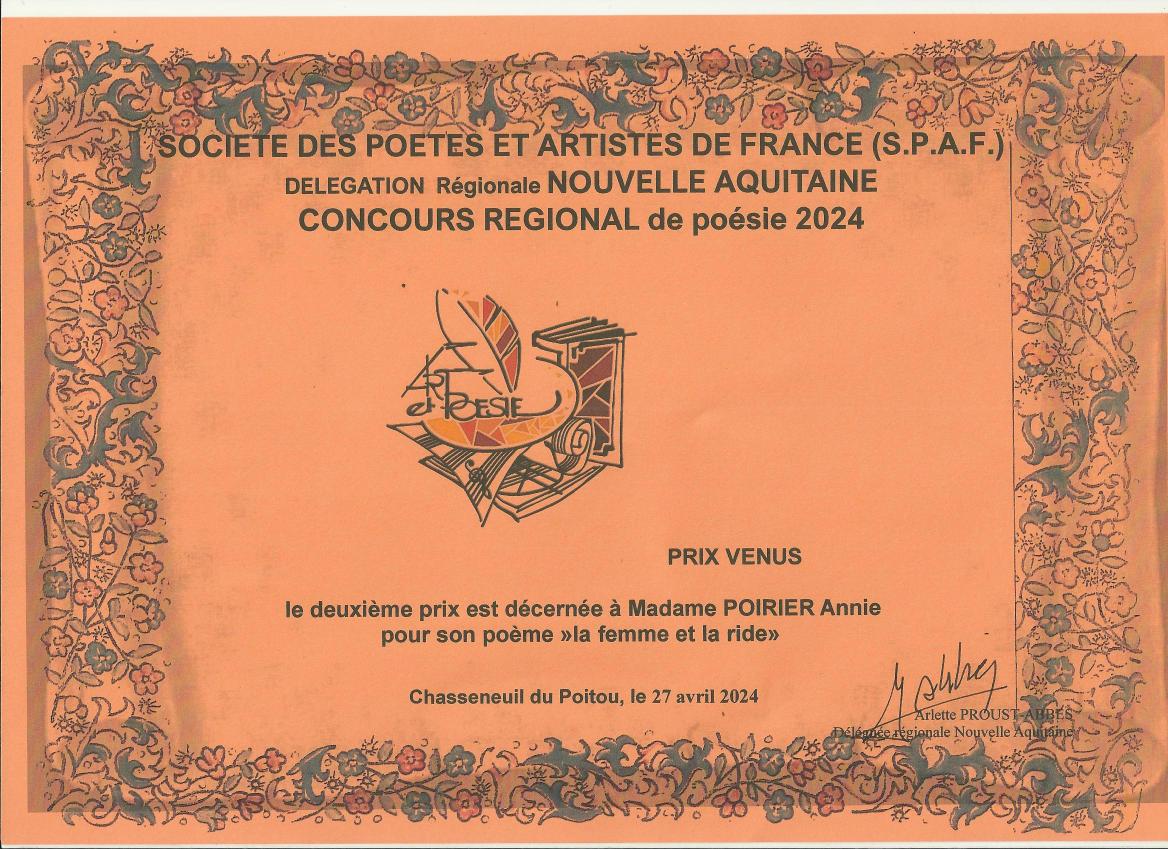 SOCIETE DES POETES ET ARTISTES DE FRANCE (S.P.A.F.)
DELEGATION Régionale NOUVELLE AQUITAINE
CONCOURS REGIONAL de poésie 2024
ART
et POESIE
PRIX VENUS
le deuxième prix est décernée à Madame POIRIER Annie
pour son poème »la femme et la ride»
Chasseneuil du Poitou, le 27 avril 2024
Arlette PROUST-ABBES
Déléguée régionale Nouvelle Aquitaine